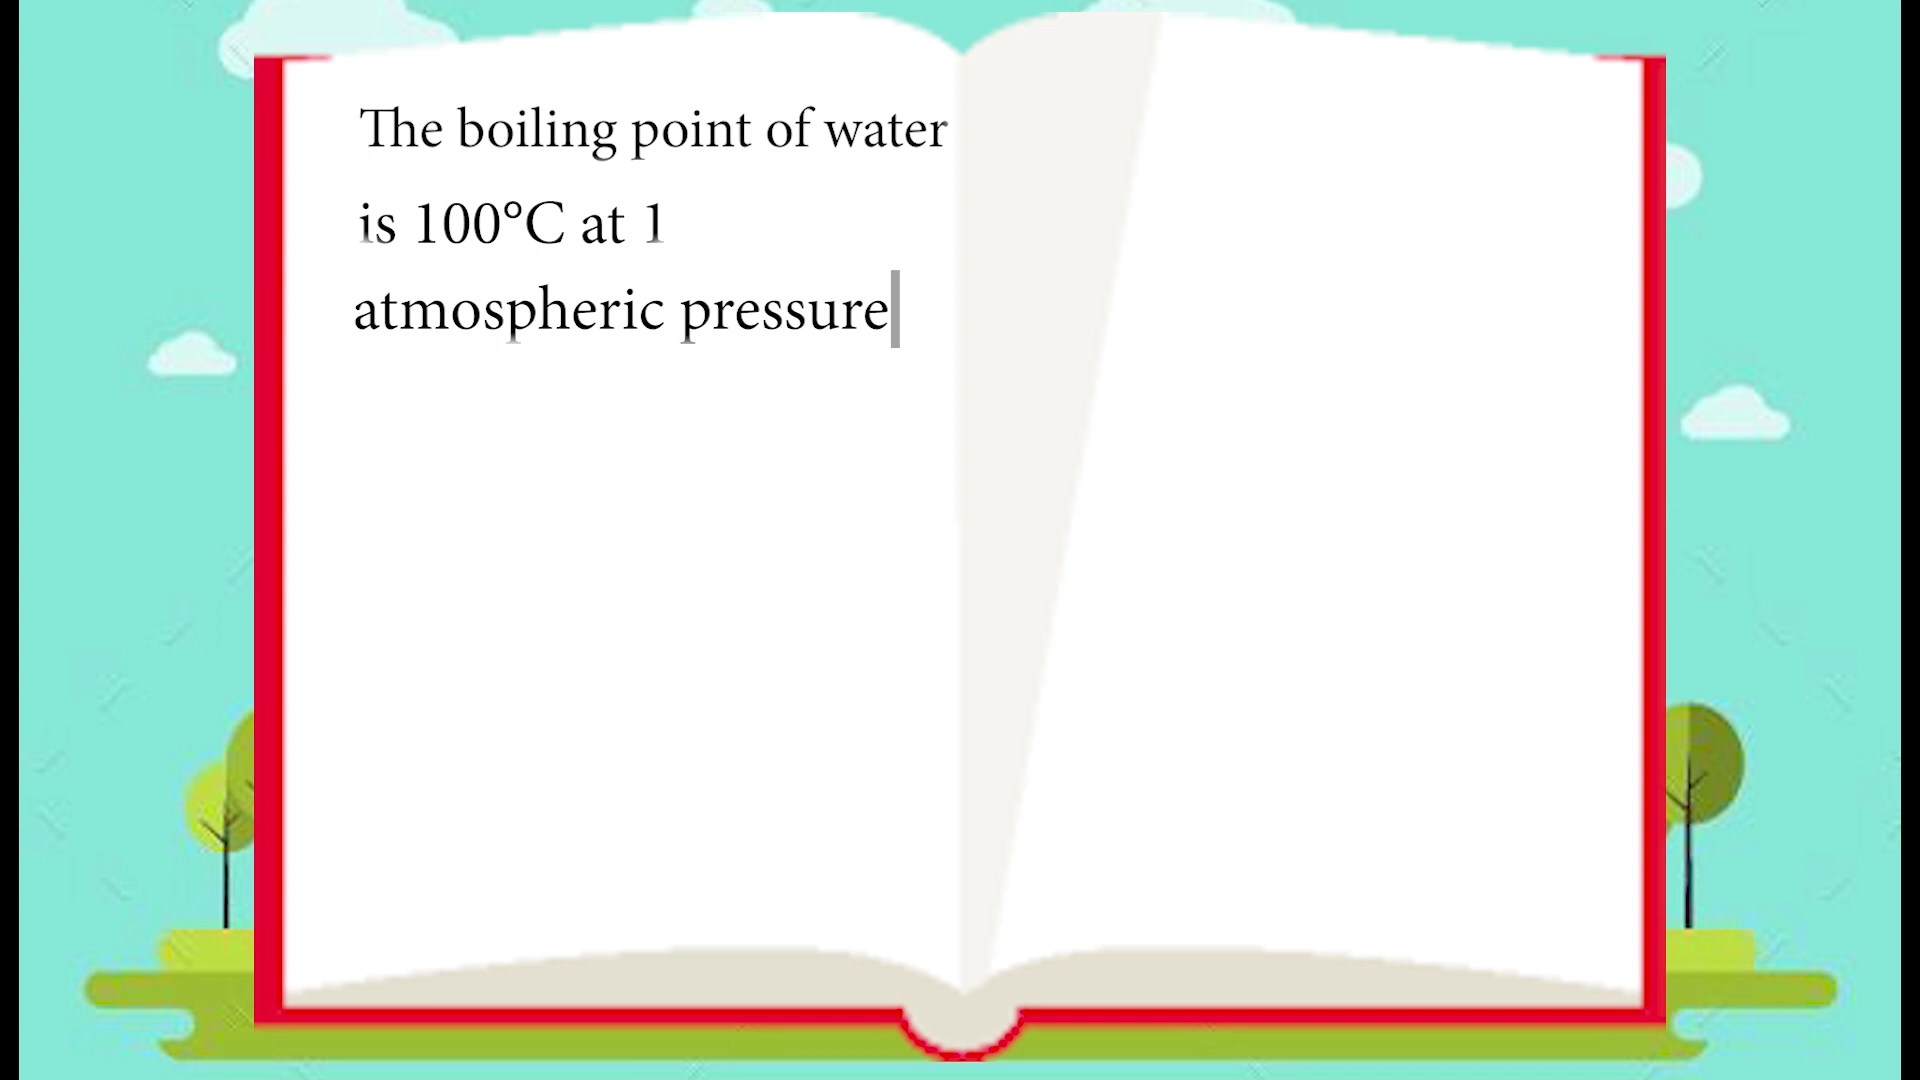 The boiling point of water
is 100°C at 1
atmospheric pressure